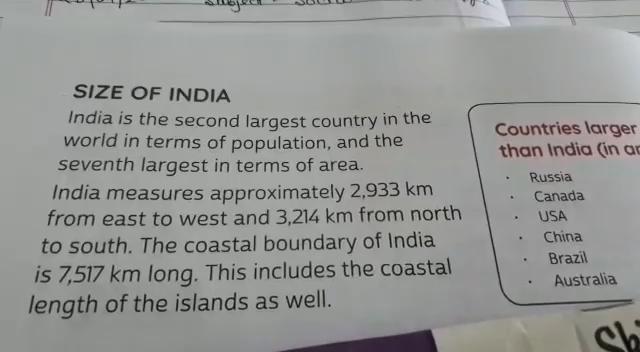 Subject
SIZE OF INDIA
India is the second largest country in the
world in terms of population, and the
seventh largest in terms of area.
India measures approximately 2,933 km
from east to west and 3,214 km from north
to south. The coastal boundary of India
is 7,517 km long. This includes the coastal
length of the islands as well.
Countries larger
than India (in
· Russia
· Canada
· USA
· China
· Brazil
· Australia